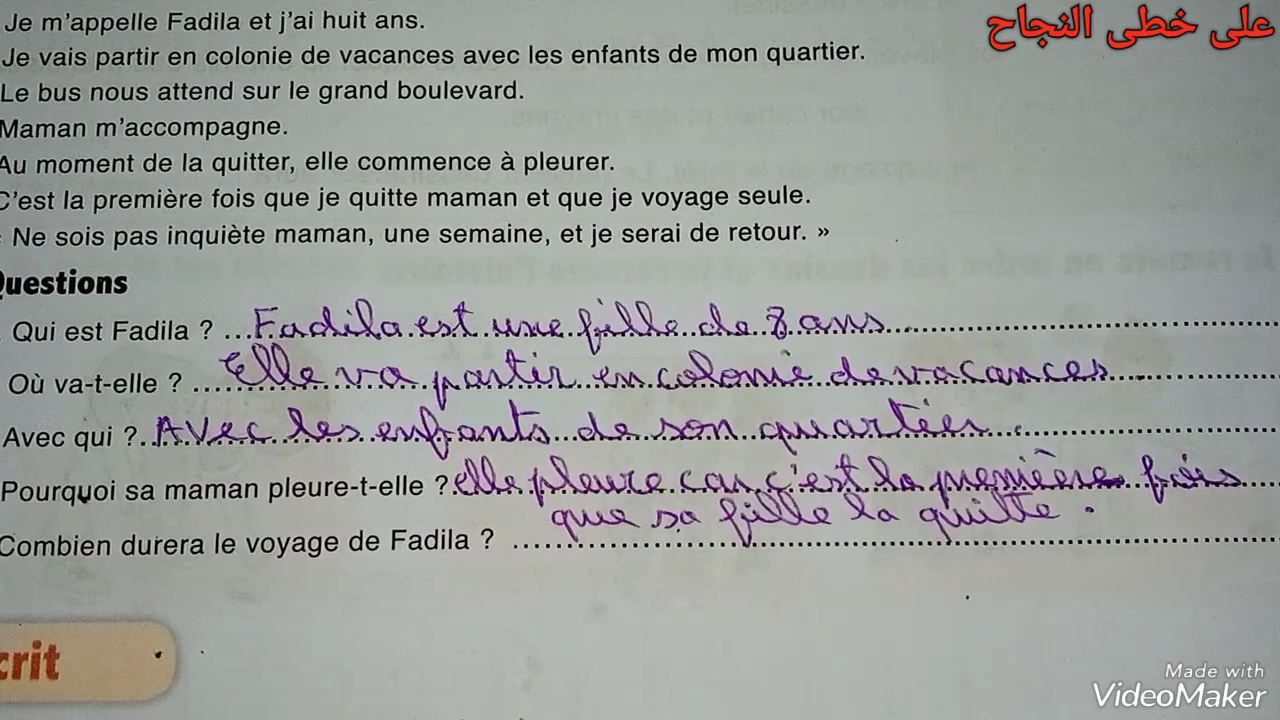 على خطى النجاح
Je m'appelle Fadila et j'ai huit ans.
Je vais partir en colonie de vacances avec les enfants de mon quartier.
Le bus nous attend sur le grand boulevard.
Maman m'accompagne.
Au moment de la quitter, elle commence à pleurer.
C'est la première fois que je quitte maman et que je voyage seule.
Ne sois pas inquiète maman, une semaine, et je serai de retour. »
Questions
Qui est Fadila ? ... Fadila est une fille de 8 ans
Où va-t-elle ? ... Elle va partir en colonie de vacances
Avec qui ? .. Avec les enfants de son quartier
Pourquoi sa maman pleure-t-elle ? elle pleure car c'est la première fois
que sa fille la quitte.
Combien durera le voyage de Fadila ? ...
crit
Made with
VideoMaker